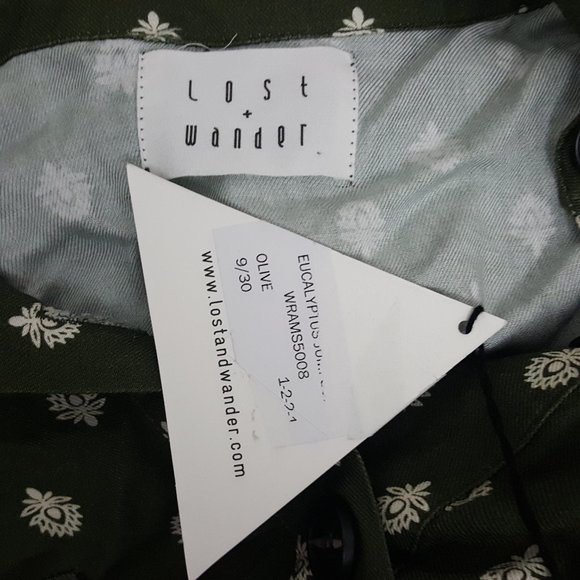 Lost
+
wander
EUCALYPTUS
WRAMS5008
OLIVE
9/30
1-2-2-1
www.lostandwander.com